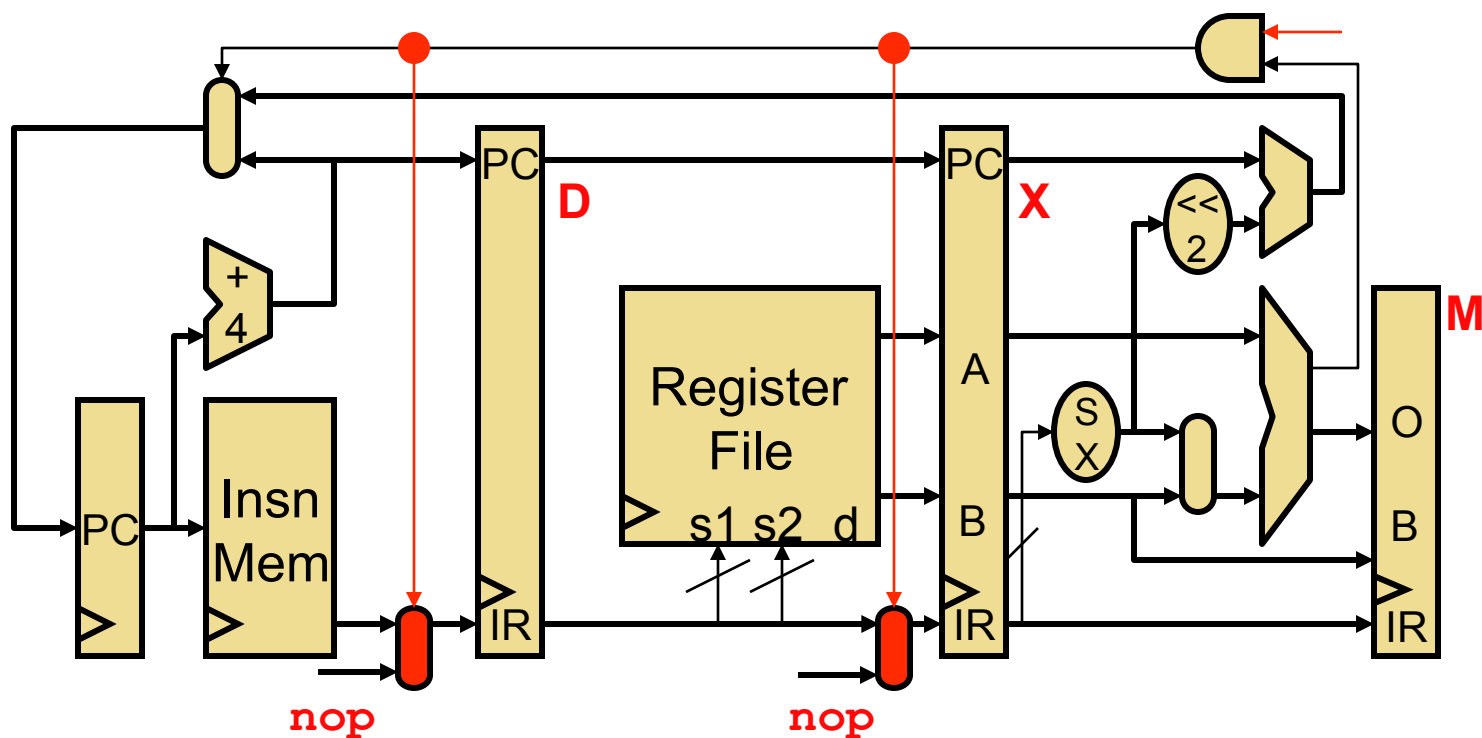 PC
D
PC
X
<<
2
+
4
M
Register
File
A
S
X
O
Insn
Mem
PC
s1 s2 d
B
B
IR
IR
IR
nop
nop